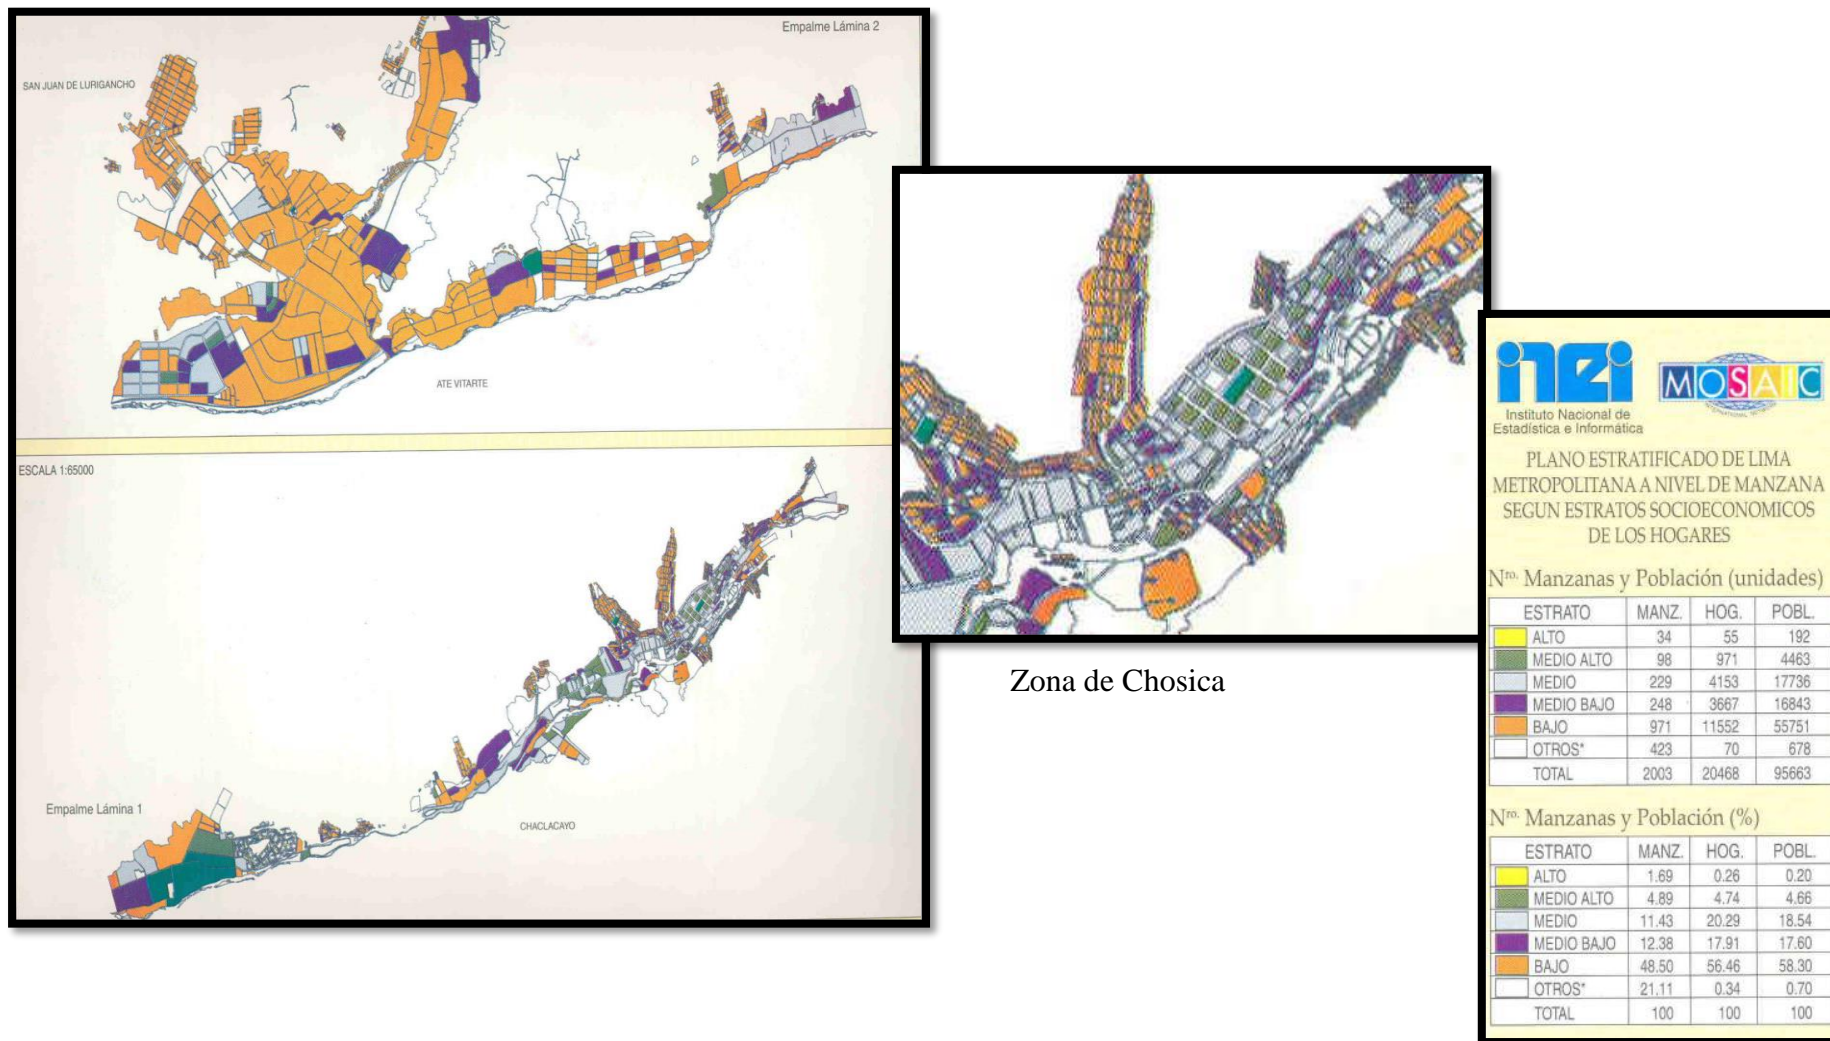 Empalme Lámina 2
SAN JUAN DE LURIGANCHO
ATE VITARTE
ESCALA 1:65000
Empalme Lámina 1
CHACLACAYO
Zona de Chosica
inei
Instituto Nacional de
Estadística e Informática
MOSAIC
PLANO ESTRATIFICADO DE LIMA
METROPOLITANA A NIVEL DE MANZANA
SEGUN ESTRATOS SOCIOECONOMICOS
DE LOS HOGARES
Nro. Manzanas y Población (unidades)
ESTRATO MANZ. HOG. POBL.
ALTO 34 55 192
MEDIO ALTO 98 971 4463
MEDIO 229 4153 17736
MEDIO BAJO 248 3667 16843
BAJO 971 11552 55751
OTROS* 423 70 678
TOTAL 2003 20468 95663
Nro. Manzanas y Población (%)
ESTRATO MANZ. HOG. POBL.
ALTO 1.69 0.26 0.20
MEDIO ALTO 4.89 4.74 4.66
MEDIO 11.43 20.29 18.54
MEDIO BAJO 12.38 17.91 17.60
BAJO 48.50 56.46 58.30
OTROS* 21.11 0.34 0.70
TOTAL 100 100 100